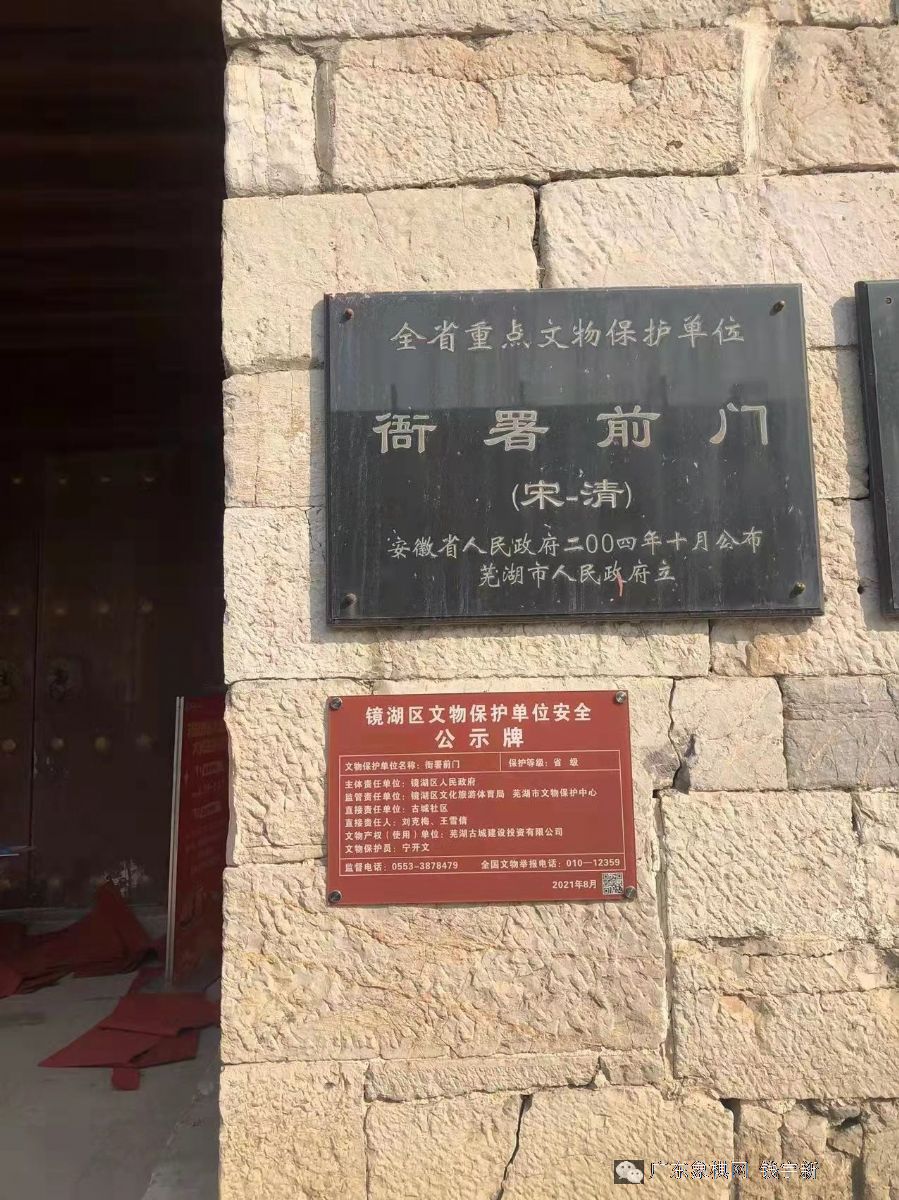 全省重点文物保护单位
衙署前门
(宋-清)
安徽省人民政府二00四年十月公布
芜湖市人民政府立
镜湖区文物保护单位安全
公示牌
文物保护单位名称：衙署前门 保护等级：省 级
主体责任单位：镜湖区人民政府
监管责任单位：镜湖区文化旅游体育局 芜湖市文物保护中心
直接责任单位：古城社区
直接责任人：刘克梅、王雪倩
文物产权（使用）单位：芜湖古城建设投资有限公司
文物保护员：宁开文
监督电话：0553-3878479 全国文物举报电话：010—12359
2021年8月
广东象棋网 钱宇新